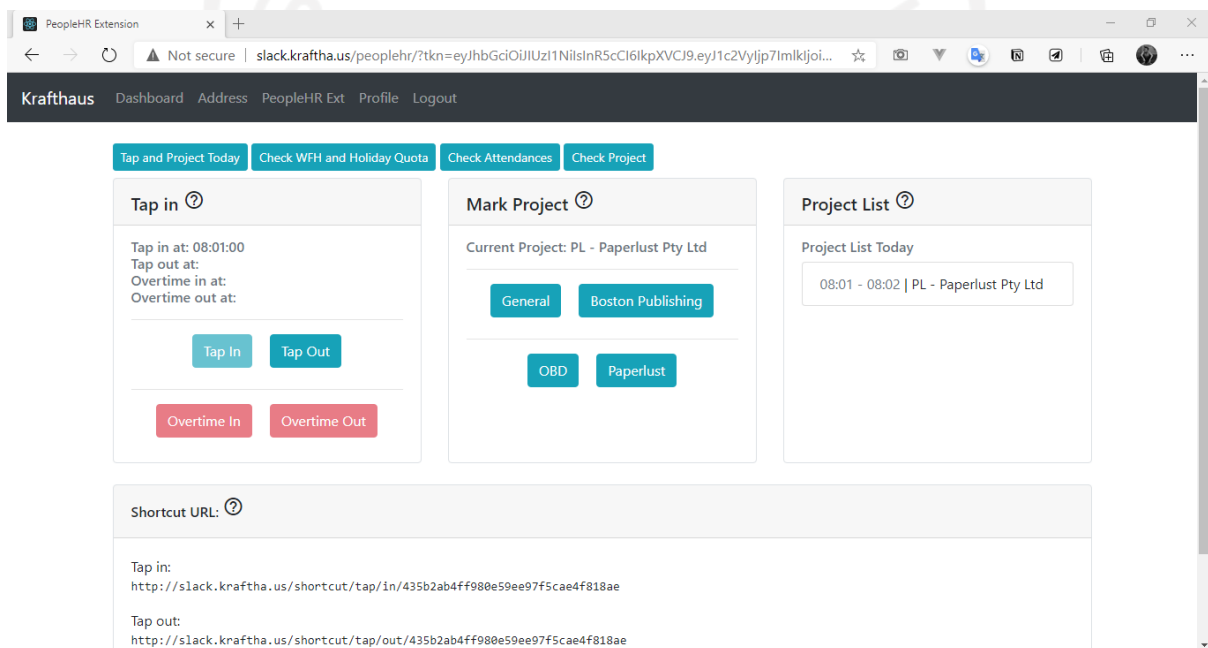 PeopleHR Extension
Not secure | slack.kraftha.us/peoplehr/?tkn=eyJhbGciOiJIUzI1NiIsInR5cCI6IkpXVCJ9.eyJ1c2VyIjp7ImlkIjoi...
Krafthaus Dashboard Address PeopleHR Ext Profile Logout
Tap and Project Today Check WFH and Holiday Quota Check Attendances Check Project
Tap in
Tap in at: 08:01:00
Tap out at:
Overtime in at:
Overtime out at:
Tap In Tap Out
Overtime In Overtime Out
Mark Project
Current Project: PL - Paperlust Pty Ltd
General Boston Publishing
OBD Paperlust
Project List
Project List Today
08:01 - 08:02 | PL - Paperlust Pty Ltd
Shortcut URL:
Tap in:
http://slack.kraftha.us/shortcut/tap/in/435b2ab4ff980e59ee97f5cae4f818ae
Tap out:
http://slack.kraftha.us/shortcut/tap/out/435b2ab4ff980e59ee97f5cae4f818ae